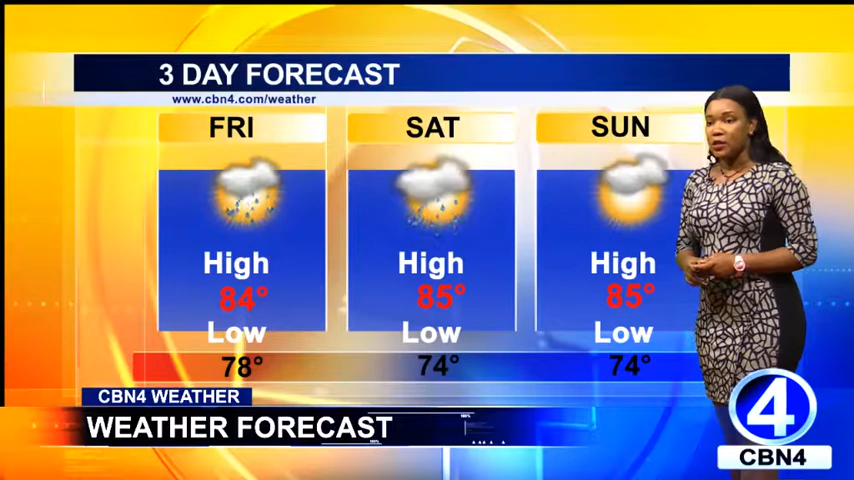 3 DAY FORECAST
www.cbn4.com/weather
FRI SAT SUN
High High High
84° 85° 85°
Low Low Low
78° 74° 74°
CBN4 WEATHER
WEATHER FORECAST
4
CBN4